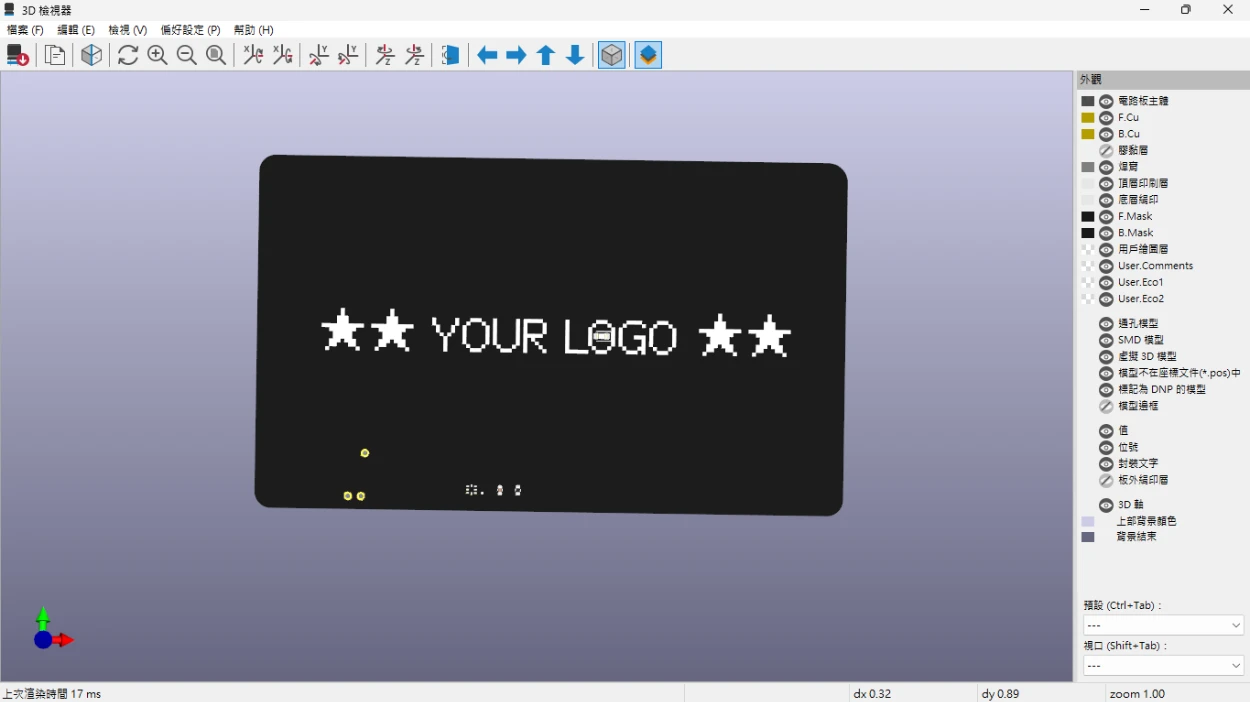 3D 檢視器
檔案 (F) 編輯 (E) 檢視 (V) 偏好設定 (P) 幫助 (H)
外觀
電路板主體
F.Cu
B.Cu
膠黏層
焊膏
頂層印刷層
底層絹印
F.Mask
B.Mask
用戶繪圖層
User.Comments
User.Eco1
User.Eco2
通孔模型
SMD 模型
虛擬 3D 模型
模型不在座標文件(*.pos)中
標記為 DNP 的模型
模型邊框
值
位號
封裝文字
板外絹印層
3D 軸
上部背景顏色
背景結束
YOUR LOGO
預設 (Ctrl+Tab) :
---
視口 (Shift+Tab) :
---
上次渲染時間 17 ms
dx 0.32
dy 0.89
zoom 1.00